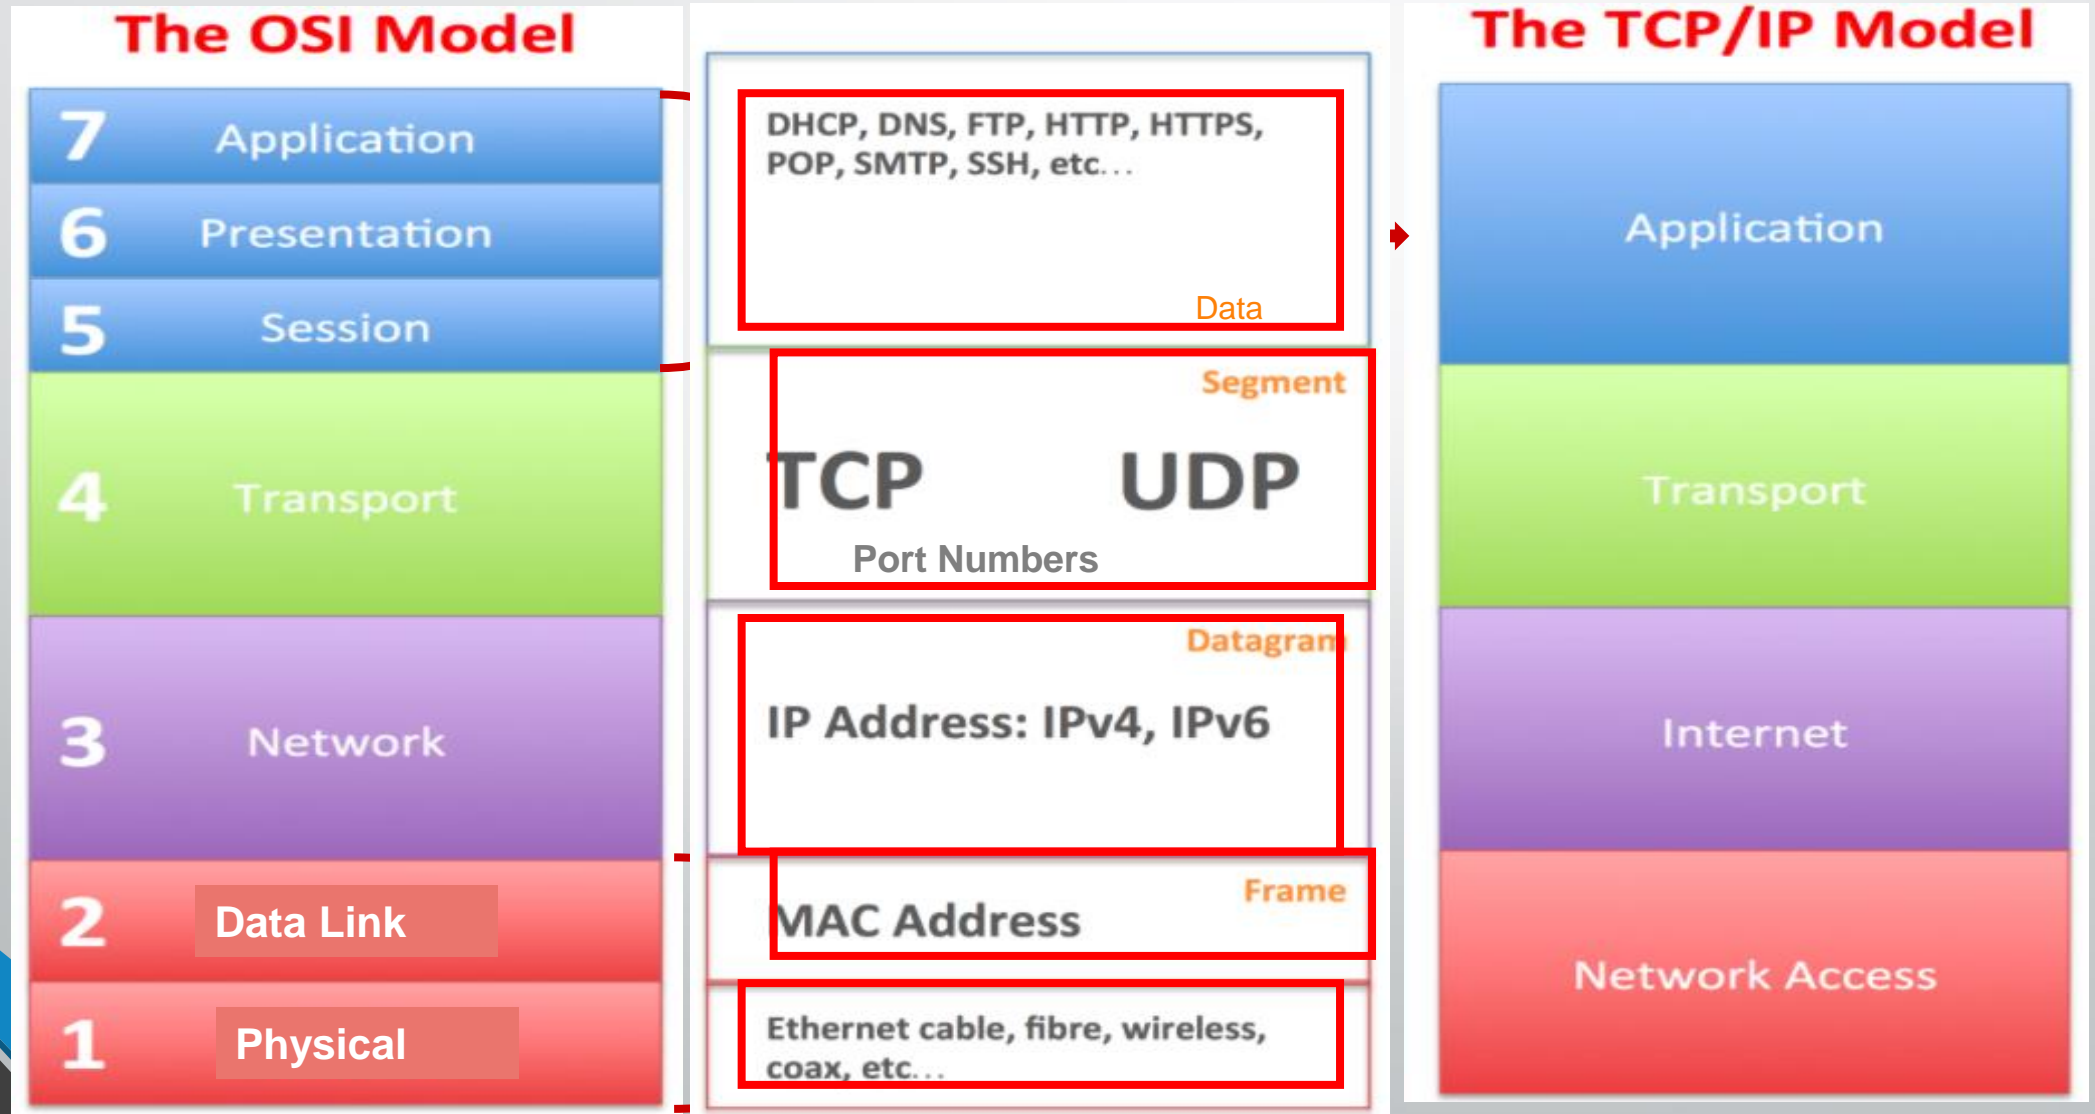 The OSI Model
7 Application
6 Presentation
5 Session
4 Transport
3 Network
2 Data Link
1 Physical
DHCP, DNS, FTP, HTTP, HTTPS,
POP, SMTP, SSH, etc...
Data
Segment
TCP UDP
Port Numbers
Datagram
IP Address: IPv4, IPv6
Frame
MAC Address
Ethernet cable, fibre, wireless,
coax, etc...
The TCP/IP Model
Application
Transport
Internet
Network Access